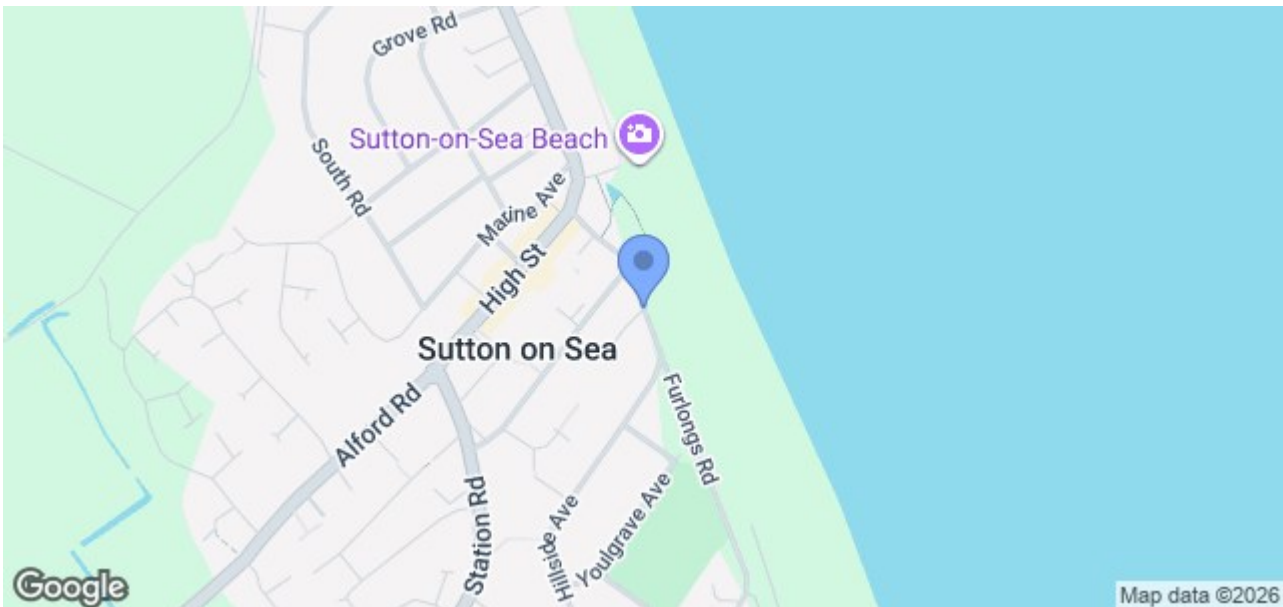 Grove Rd
Sutton-on-Sea Beach
South Rd
Marine Ave
High St
Sutton on Sea
Alford Rd
Furlongs Rd
Station Rd
Hillside Ave
Youlgrave Ave
Google
Map data ©2026